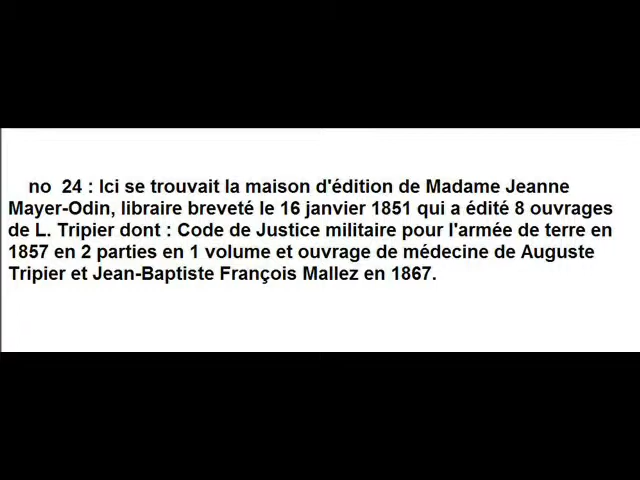 no 24 : Ici se trouvait la maison d'édition de Madame Jeanne
Mayer-Odin, libraire breveté le 16 janvier 1851 qui a édité 8 ouvrages
de L. Tripier dont : Code de Justice militaire pour l'armée de terre en
1857 en 2 parties en 1 volume et ouvrage de médecine de Auguste
Tripier et Jean-Baptiste François Mallez en 1867.